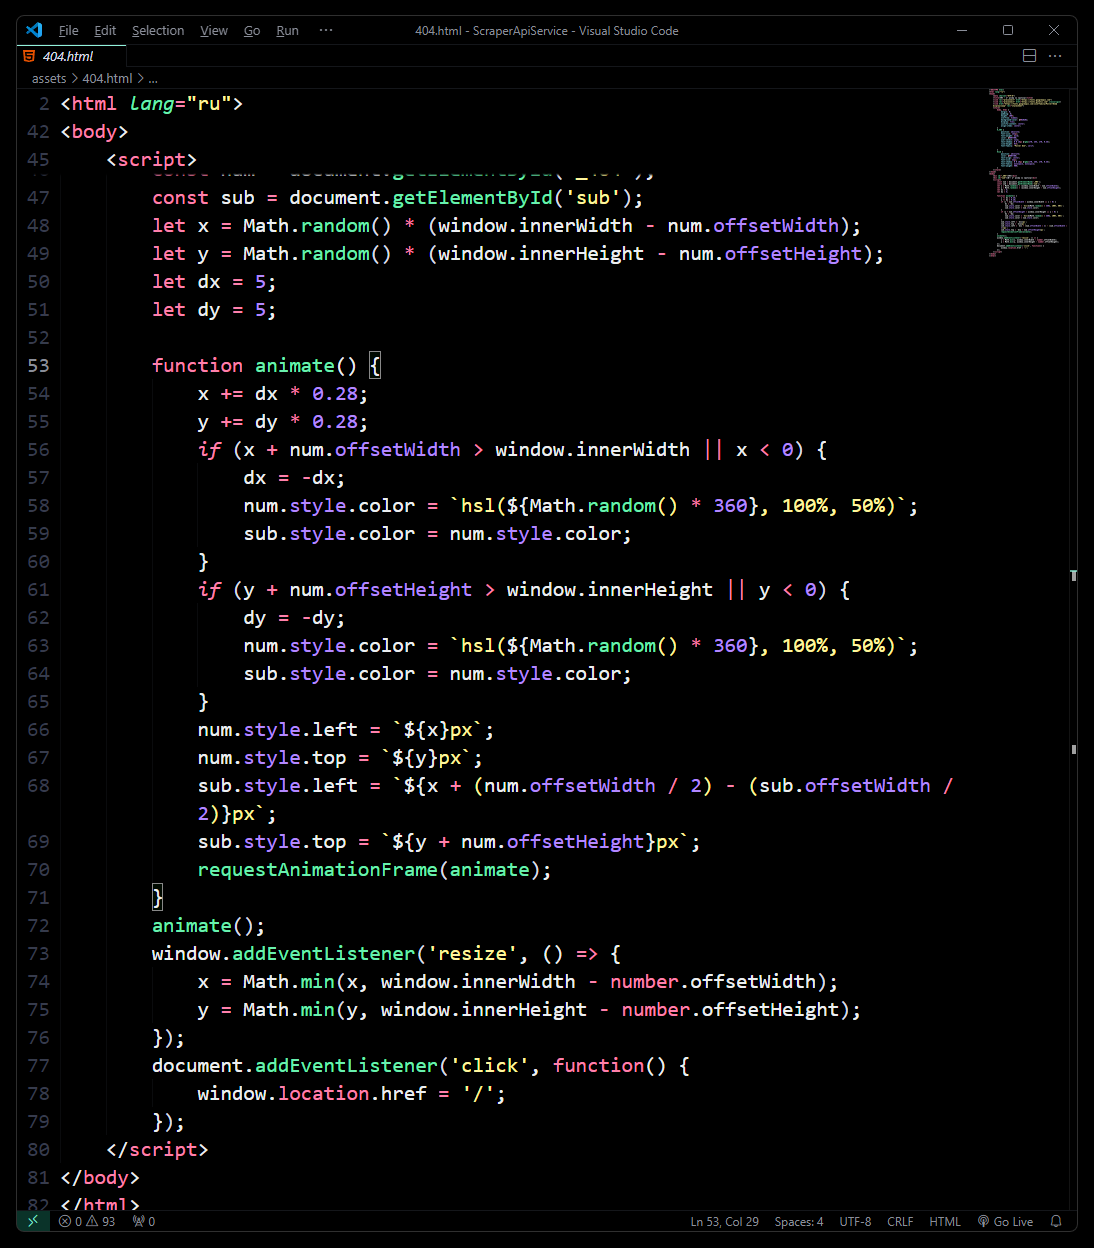 File Edit Selection View Go Run ··· 404.html - ScraperApiService - Visual Studio Code
404.html
assets > 404.html > ...
2 <html lang="ru">
42 <body>
45 <script>
47 const sub = document.getElementById('sub');
48 let x = Math.random() * (window.innerWidth - num.offsetWidth);
49 let y = Math.random() * (window.innerHeight - num.offsetHeight);
50 let dx = 5;
51 let dy = 5;
52
53 function animate() {
54 x += dx * 0.28;
55 y += dy * 0.28;
56 if (x + num.offsetWidth > window.innerWidth || x < 0) {
57 dx = -dx;
58 num.style.color = `hsl(${Math.random() * 360}, 100%, 50%)`;
59 sub.style.color = num.style.color;
60 }
61 if (y + num.offsetHeight > window.innerHeight || y < 0) {
62 dy = -dy;
63 num.style.color = `hsl(${Math.random() * 360}, 100%, 50%)`;
64 sub.style.color = num.style.color;
65 }
66 num.style.left = `${x}px`;
67 num.style.top = `${y}px`;
68 sub.style.left = `${x + (num.offsetWidth / 2) - (sub.offsetWidth /
2)}px`;
69 sub.style.top = `${y + num.offsetHeight}px`;
70 requestAnimationFrame(animate);
71 }
72 animate();
73 window.addEventListener('resize', () => {
74 x = Math.min(x, window.innerWidth - number.offsetWidth);
75 y = Math.min(y, window.innerHeight - number.offsetHeight);
76 });
77 document.addEventListener('click', function() {
78 window.location.href = '/';
79 });
80 </script>
81 </body>
82 </html>
0 93 0 Ln 53, Col 29 Spaces: 4 UTF-8 CRLF HTML Go Live